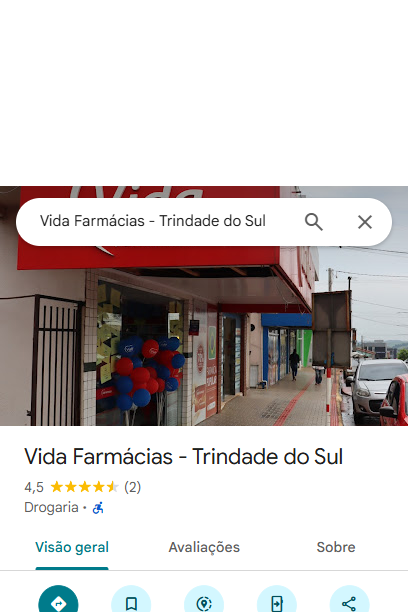 Vida
Vida Farmácias - Trindade do Sul
Vida Farmácias - Trindade do Sul
4,5 (2)
Drogaria ·
Visão geral
Avaliações
Sobre